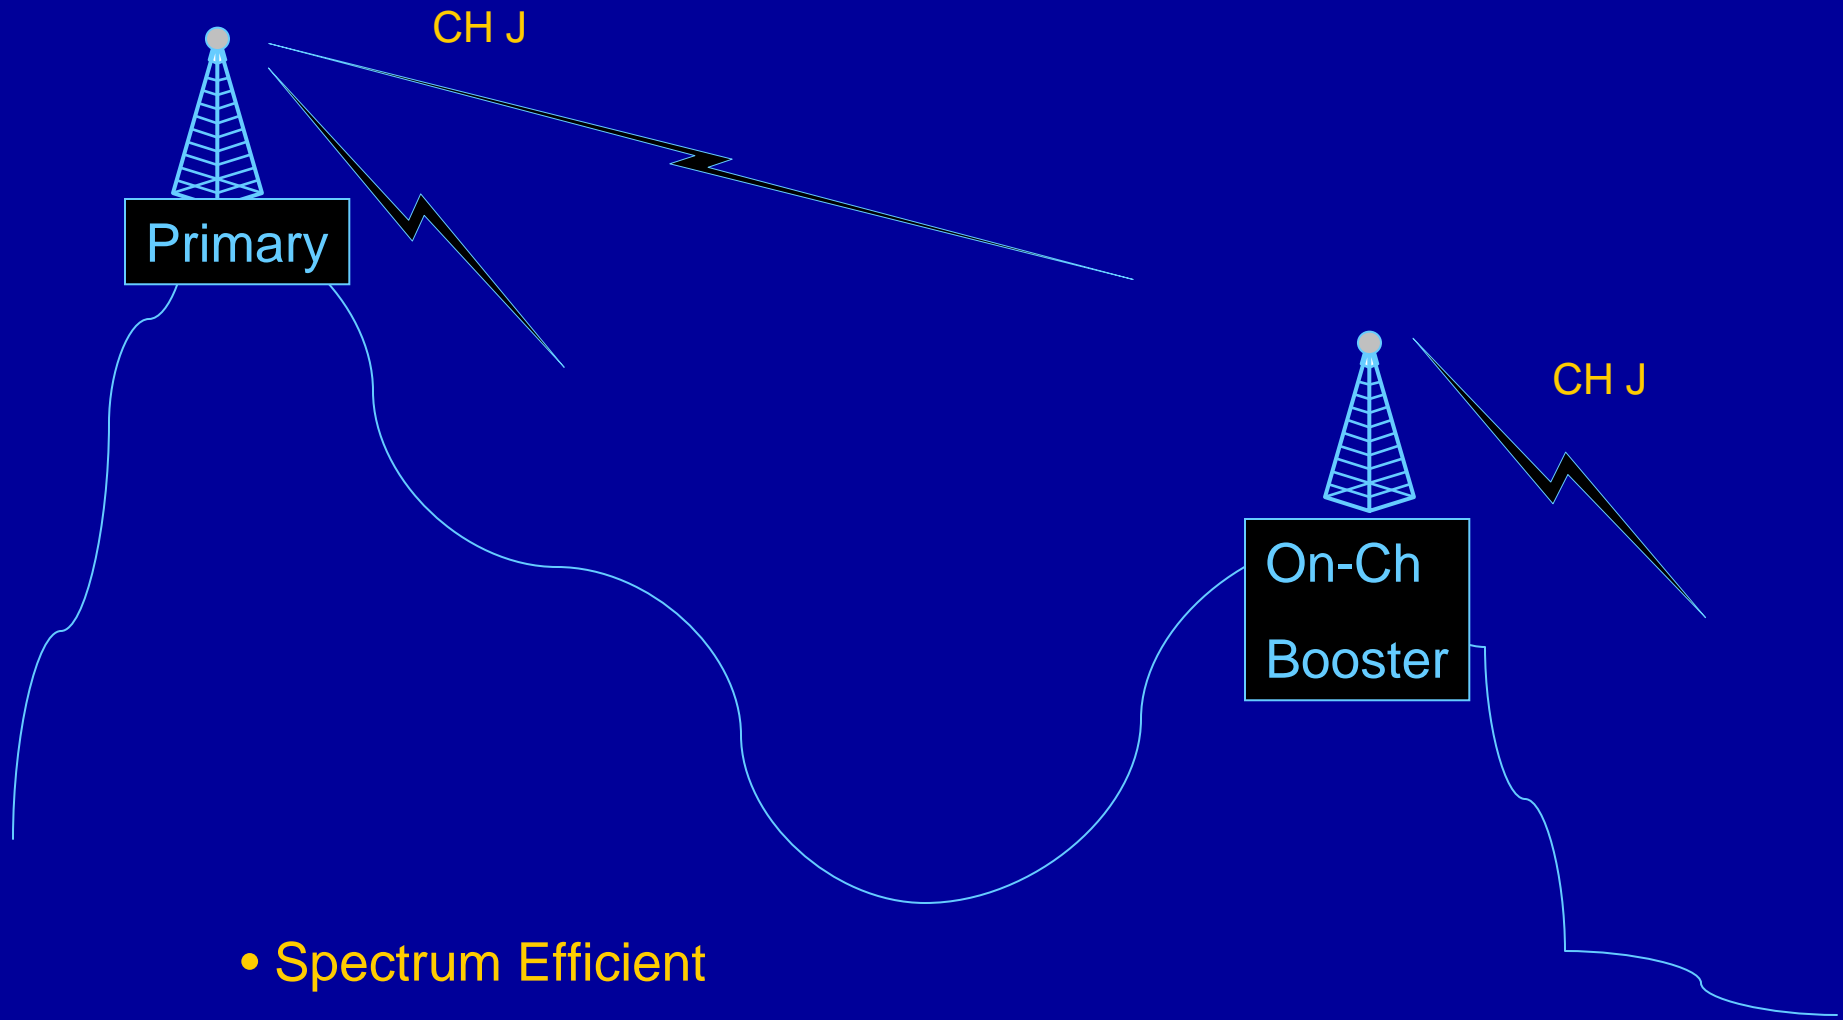 CH J
Primary
CH J
On-Ch
Booster
• Spectrum Efficient